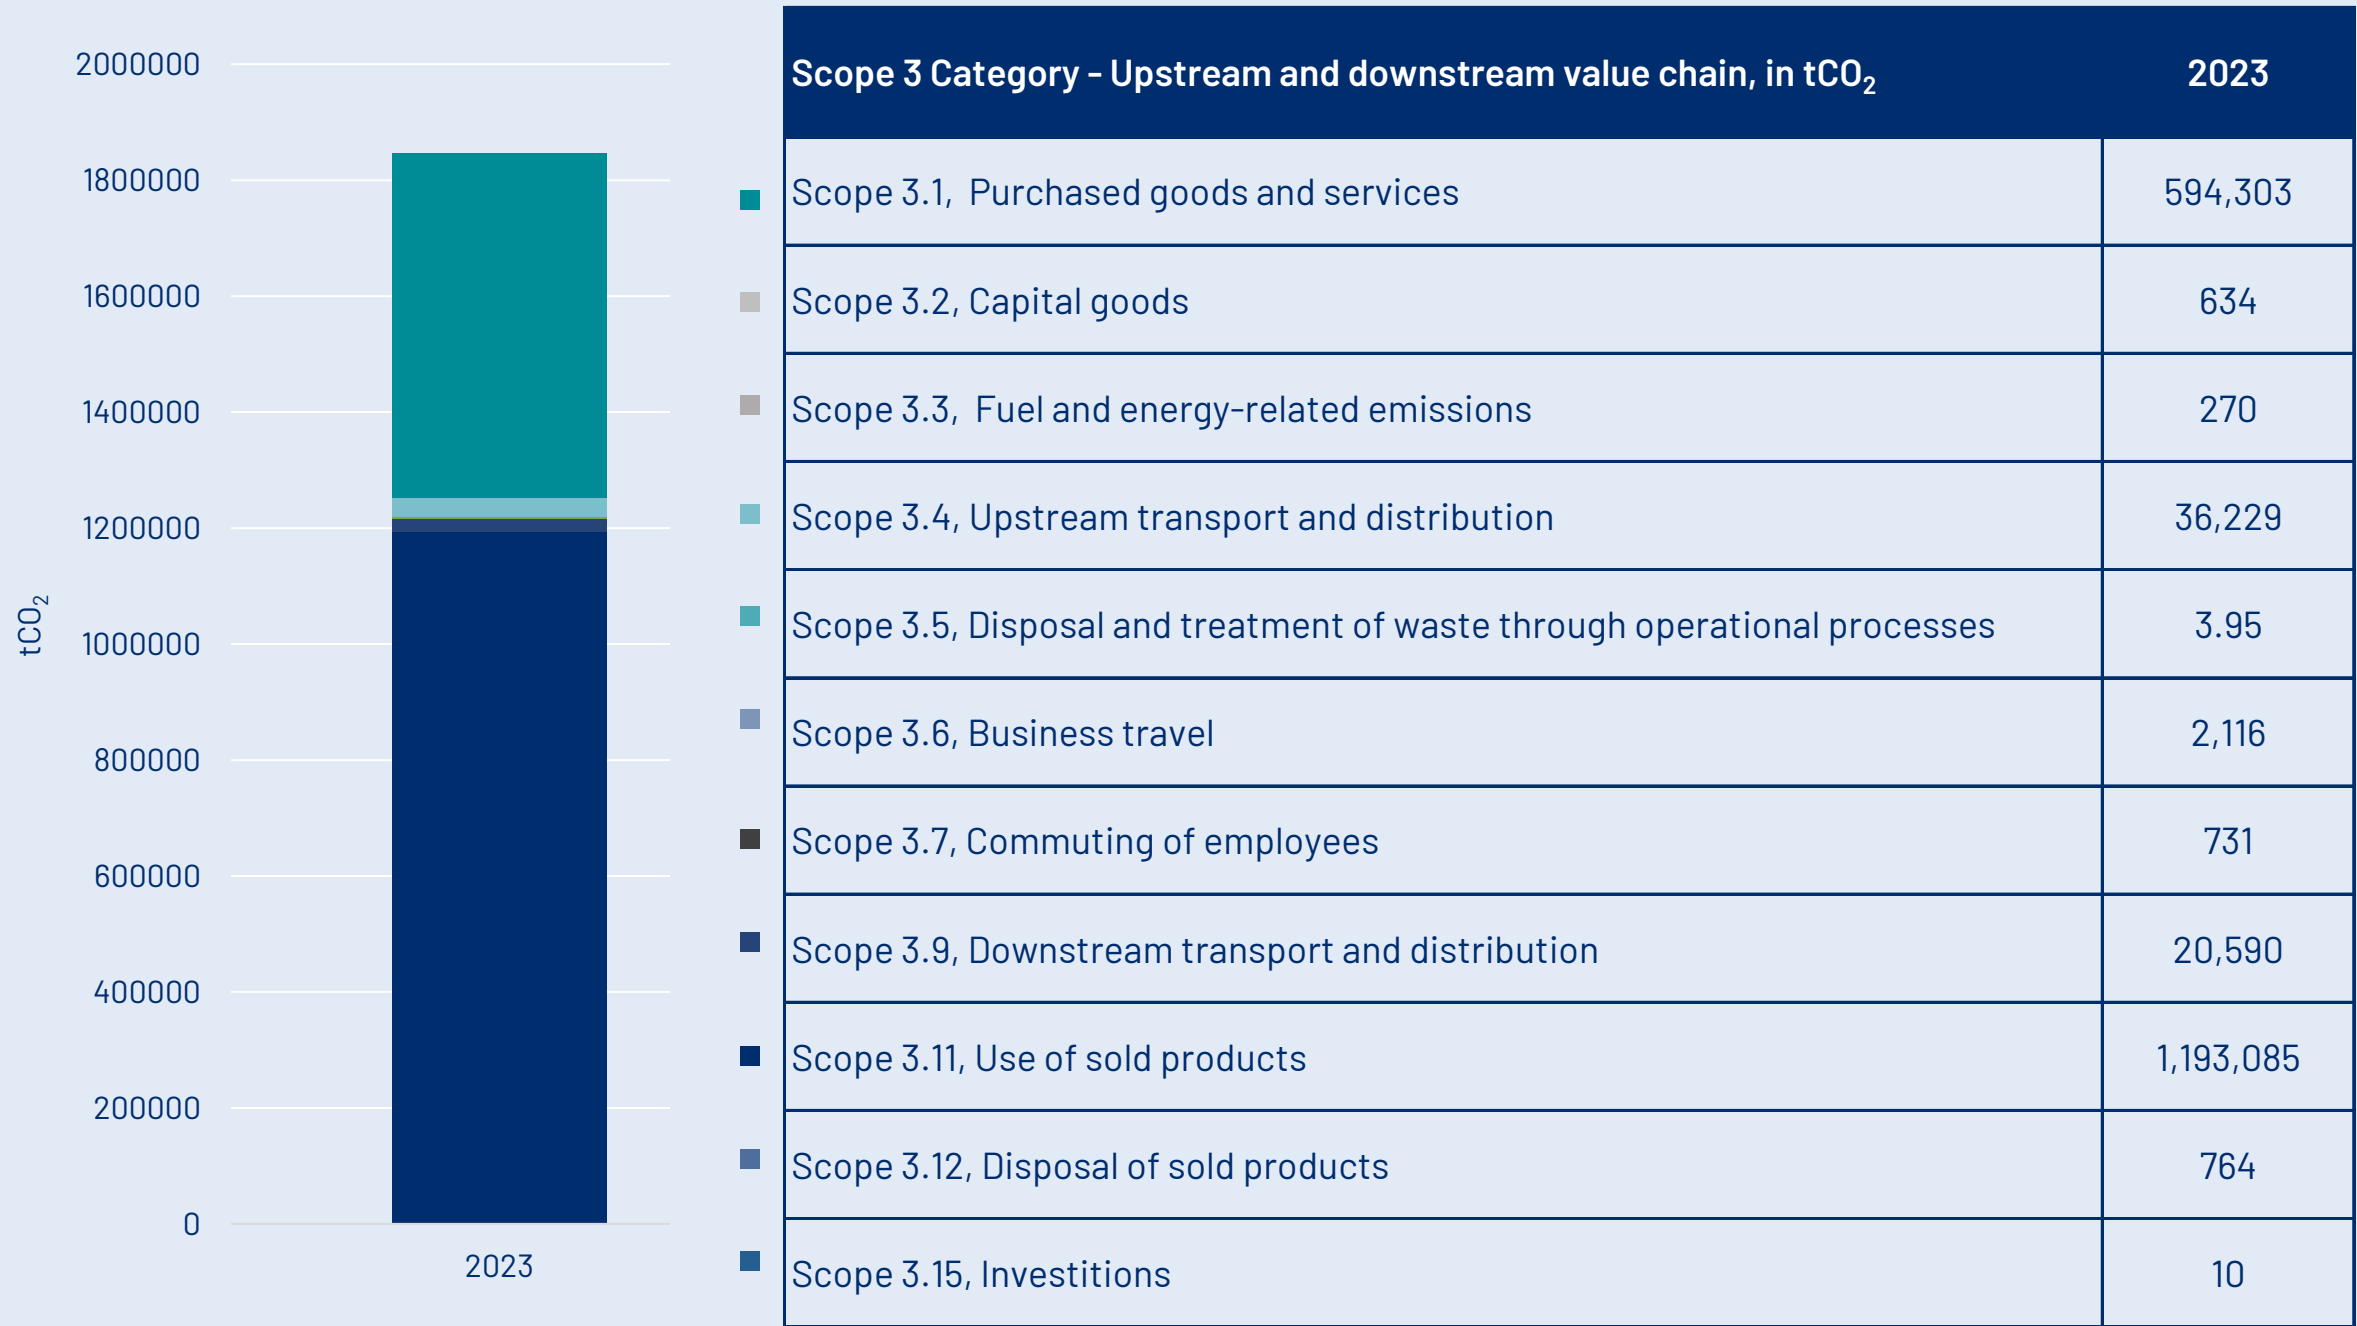 2000000
1800000
1600000
1400000
1200000
1000000
800000
600000
400000
200000
0
tCO₂
2023
Scope 3 Category - Upstream and downstream value chain, in tCO₂ 2023
Scope 3.1, Purchased goods and services 594,303
Scope 3.2, Capital goods 634
Scope 3.3, Fuel and energy-related emissions 270
Scope 3.4, Upstream transport and distribution 36,229
Scope 3.5, Disposal and treatment of waste through operational processes 3.95
Scope 3.6, Business travel 2,116
Scope 3.7, Commuting of employees 731
Scope 3.9, Downstream transport and distribution 20,590
Scope 3.11, Use of sold products 1,193,085
Scope 3.12, Disposal of sold products 764
Scope 3.15, Investitions 10